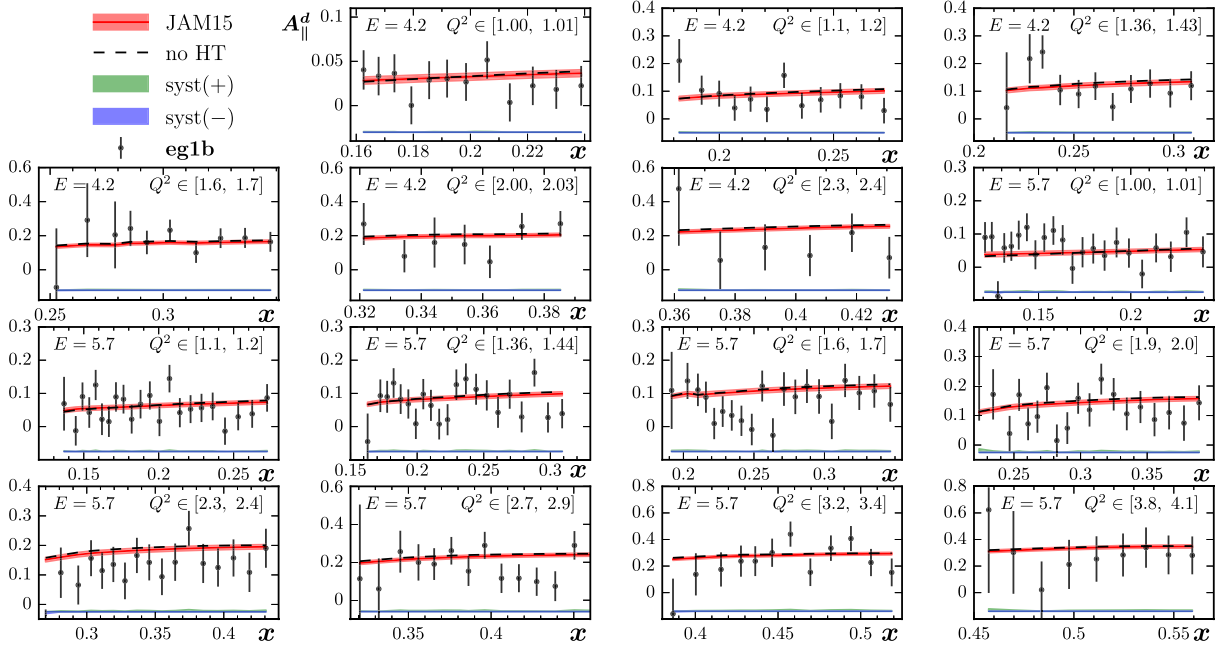 JAM15
no HT
syst(+)
syst(−)
eg1b
A∥^d
E = 4.2 Q² ∈ [1.00, 1.01]
0.1
0.05
0
0.16 0.18 0.2 0.22 x
E = 4.2 Q² ∈ [1.1, 1.2]
0.4
0.3
0.2
0.1
0
0.2 0.25 x
E = 4.2 Q² ∈ [1.36, 1.43]
0.4
0.3
0.2
0.1
0
0.2 0.25 0.3 x
E = 4.2 Q² ∈ [1.6, 1.7]
0.6
0.4
0.2
0
0.25 0.3 x
E = 4.2 Q² ∈ [2.00, 2.03]
0.6
0.4
0.2
0
0.32 0.34 0.36 0.38 x
E = 4.2 Q² ∈ [2.3, 2.4]
0.6
0.4
0.2
0
0.36 0.38 0.4 0.42 x
E = 5.7 Q² ∈ [1.00, 1.01]
0.3
0.2
0.1
0
0.15 0.2 x
E = 5.7 Q² ∈ [1.1, 1.2]
0.3
0.2
0.1
0
0.15 0.2 0.25 x
E = 5.7 Q² ∈ [1.36, 1.44]
0.3
0.2
0.1
0
0.15 0.2 0.25 0.3 x
E = 5.7 Q² ∈ [1.6, 1.7]
0.3
0.2
0.1
0
0.2 0.25 0.3 x
E = 5.7 Q² ∈ [1.9, 2.0]
0.4
0.3
0.2
0.1
0
0.25 0.3 0.35 x
E = 5.7 Q² ∈ [2.3, 2.4]
0.4
0.3
0.2
0.1
0
0.3 0.35 0.4 x
E = 5.7 Q² ∈ [2.7, 2.9]
0.6
0.4
0.2
0
0.35 0.4 x
E = 5.7 Q² ∈ [3.2, 3.4]
0.8
0.6
0.4
0.2
0
0.4 0.45 0.5 x
E = 5.7 Q² ∈ [3.8, 4.1]
0.8
0.6
0.4
0.2
0
0.45 0.5 0.55 x